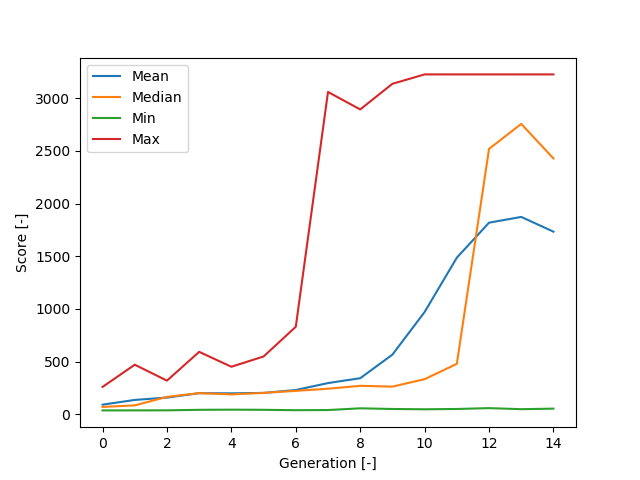 Mean
Median
Min
Max
3000
2500
2000
1500
1000
500
0
Score [-]
0 2 4 6 8 10 12 14
Generation [-]